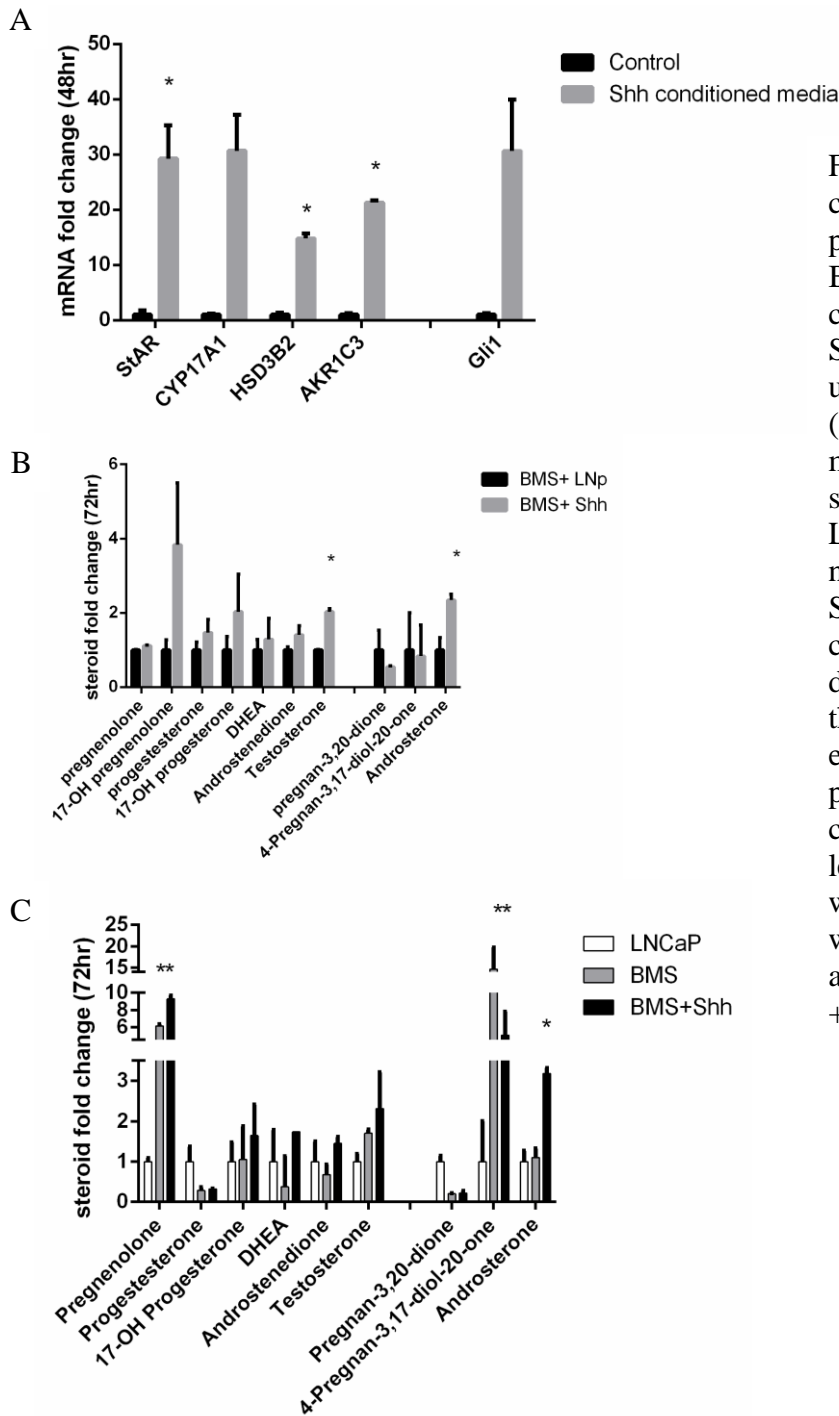 A
50
40
30
20
10
0
mRNA fold change (48hr)
*
*
*
Control
Shh conditioned media
StAR
CYP17A1
HSD3B2
AKR1C3
Gli1
B
6
4
2
0
steroid fold change (72hr)
*
*
BMS+ LNp
BMS+ Shh
pregnenolone
17-OH pregnenolone
progestesterone
17-OH progesterone
DHEA
Androstenedione
Testosterone
pregnan-3,20-dione
4-Pregnan-3,17-diol-20-one
Androsterone
C
25
20
15
10
8
6
3
2
1
0
steroid fold change (72hr)
**
**
*
LNCaP
BMS
BMS+Shh
Pregnenolone
Progestesterone
17-OH Progesterone
DHEA
Androstenedione
Testosterone
Pregnan-3,20-dione
4-Pregnan-3,17-diol-20-one
Androsterone